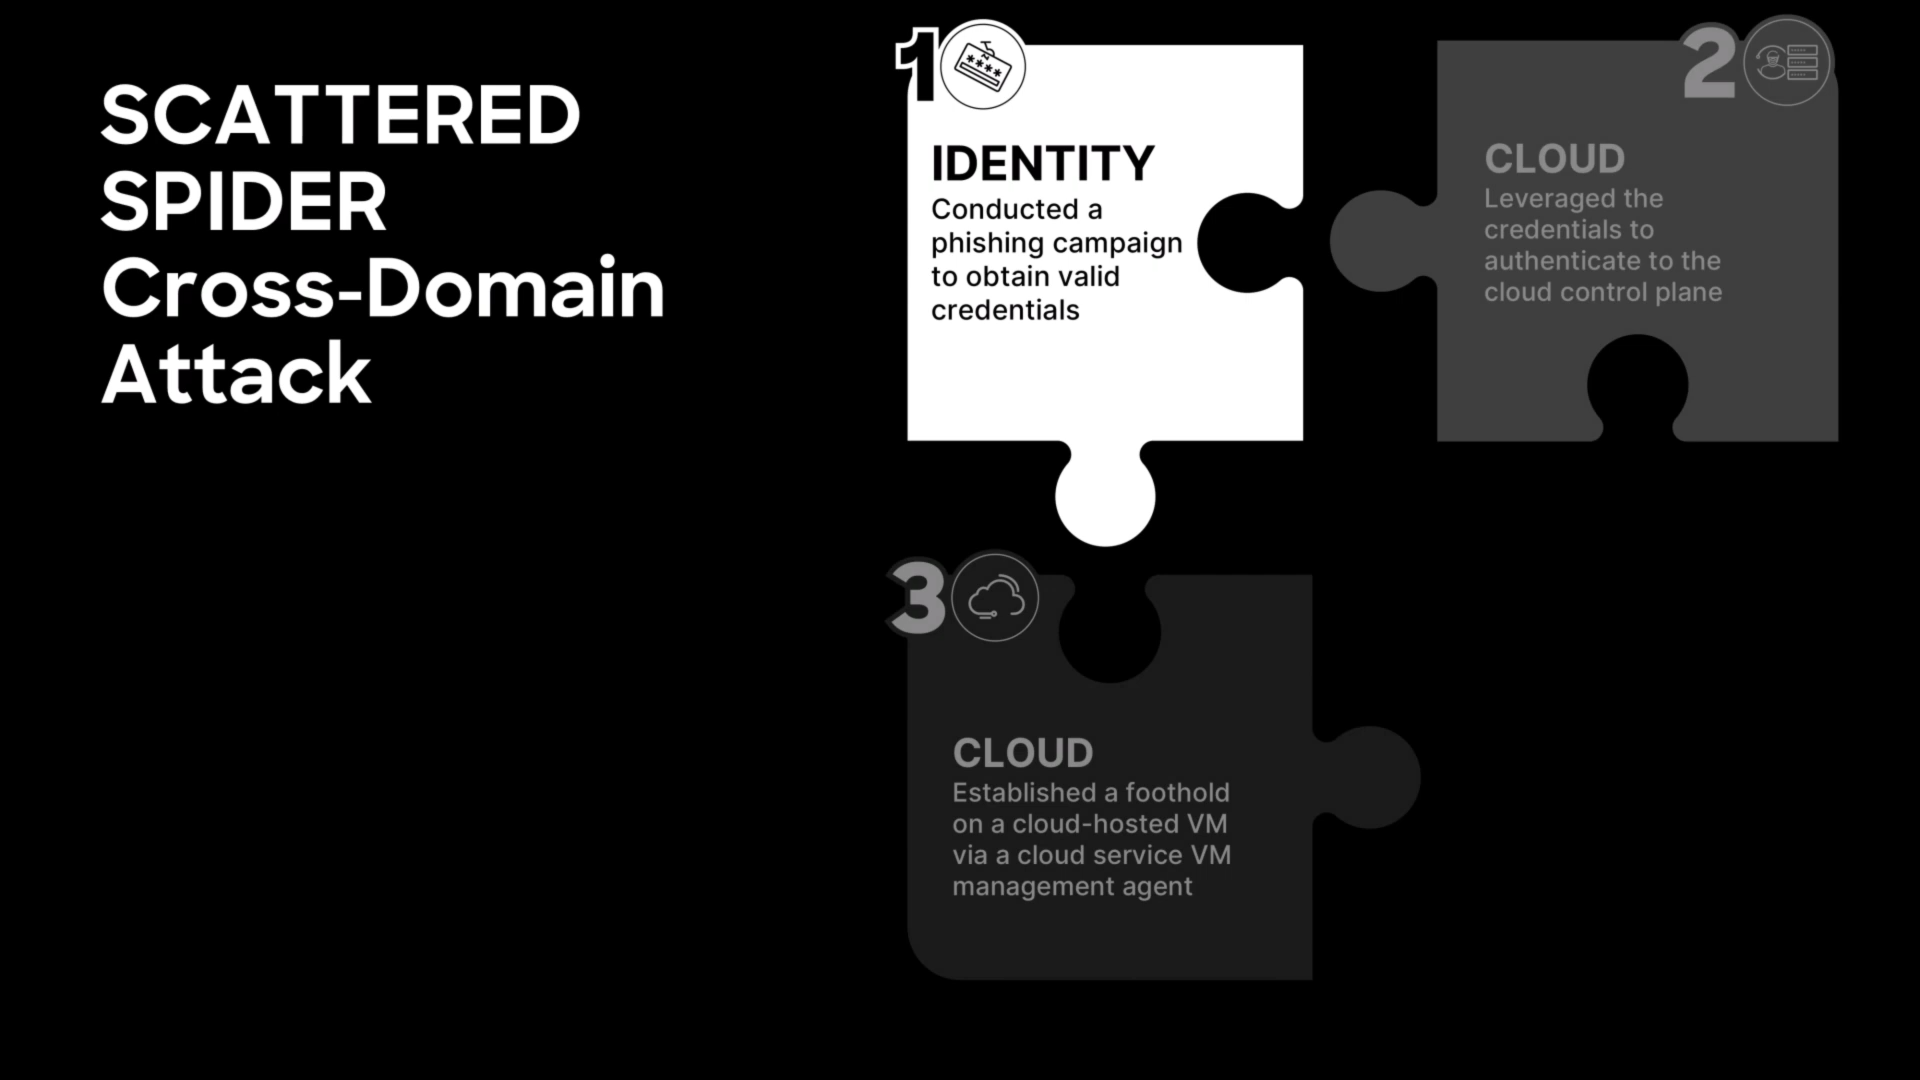 SCATTERED
SPIDER
Cross-Domain
Attack
1
IDENTITY
Conducted a
phishing campaign
to obtain valid
credentials
2
CLOUD
Leveraged the
credentials to
authenticate to the
cloud control plane
3
CLOUD
Established a foothold
on a cloud-hosted VM
via a cloud service VM
management agent